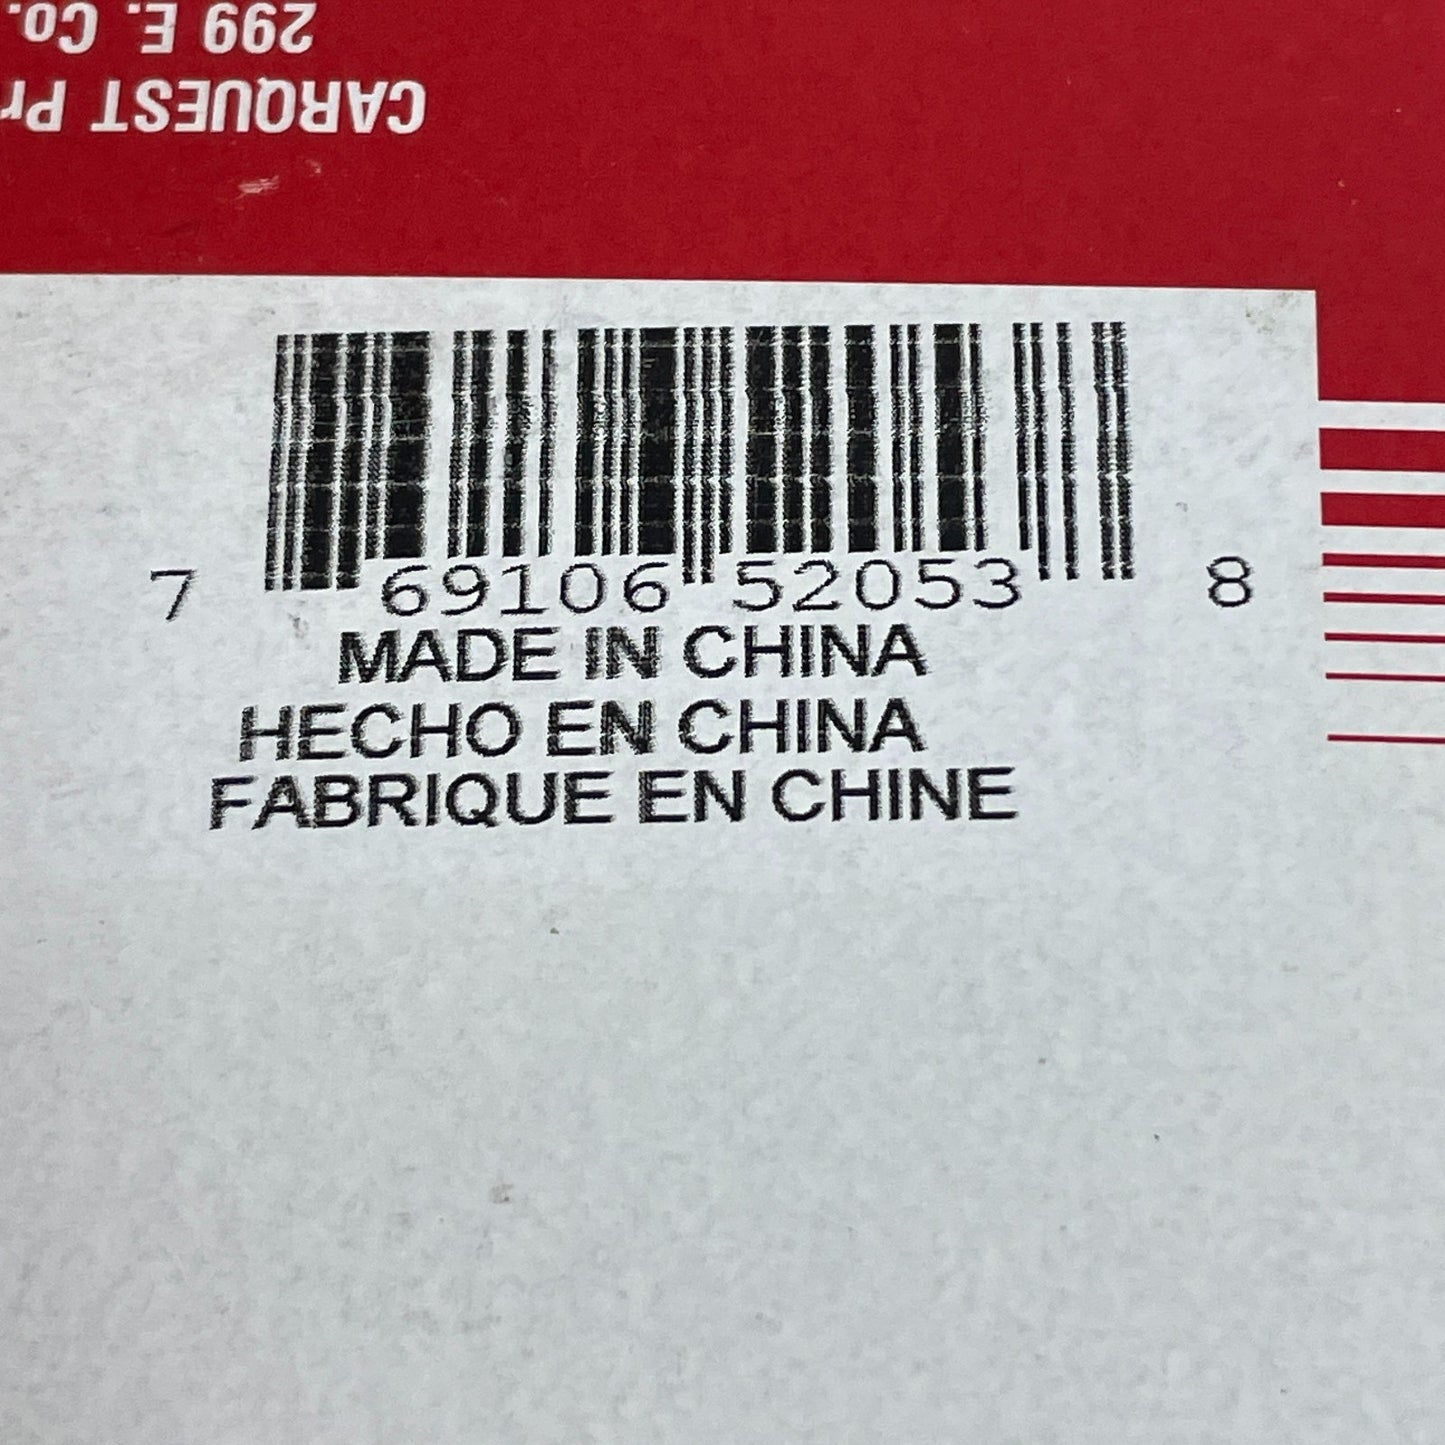 CARQUEST Pr
299 E. Co.
7 69106 52053 8
MADE IN CHINA
HECHO EN CHINA
FABRIQUE EN CHINE